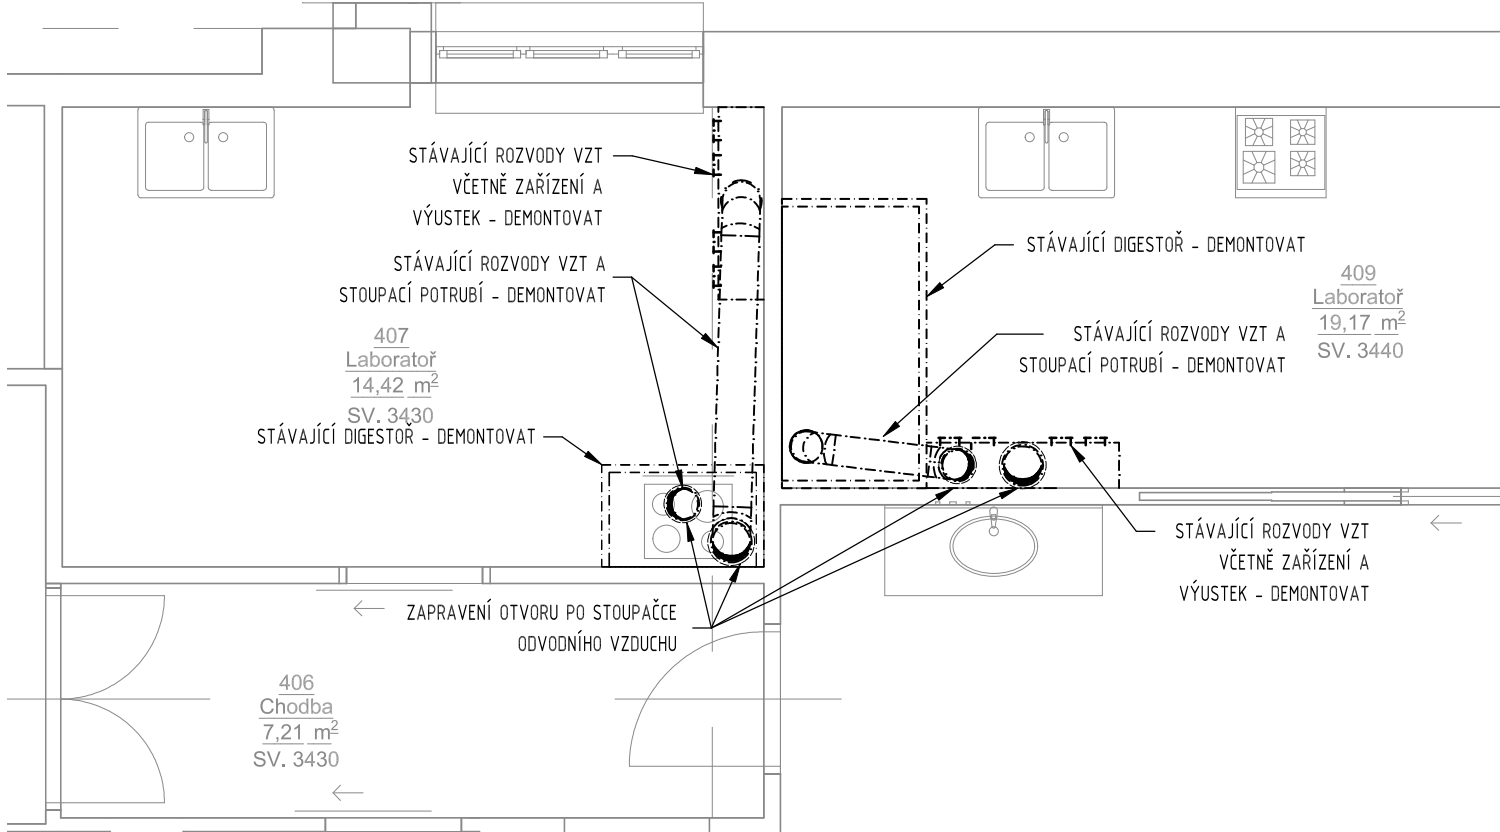 STÁVAJÍCÍ ROZVODY VZT
VČETNĚ ZAŘÍZENÍ A
VÝUSTEK - DEMONTOVAT
STÁVAJÍCÍ ROZVODY VZT A
STOUPACÍ POTRUBÍ - DEMONTOVAT
407
Laboratoř
14,42 m²
SV. 3430
STÁVAJÍCÍ DIGESTOŘ - DEMONTOVAT
STÁVAJÍCÍ DIGESTOŘ - DEMONTOVAT
409
Laboratoř
19,17 m²
SV. 3440
STÁVAJÍCÍ ROZVODY VZT A
STOUPACÍ POTRUBÍ - DEMONTOVAT
STÁVAJÍCÍ ROZVODY VZT
VČETNĚ ZAŘÍZENÍ A
VÝUSTEK - DEMONTOVAT
ZAPRAVENÍ OTVORU PO STOUPAČCE
ODVODNÍHO VZDUCHU
406
Chodba
7,21 m²
SV. 3430